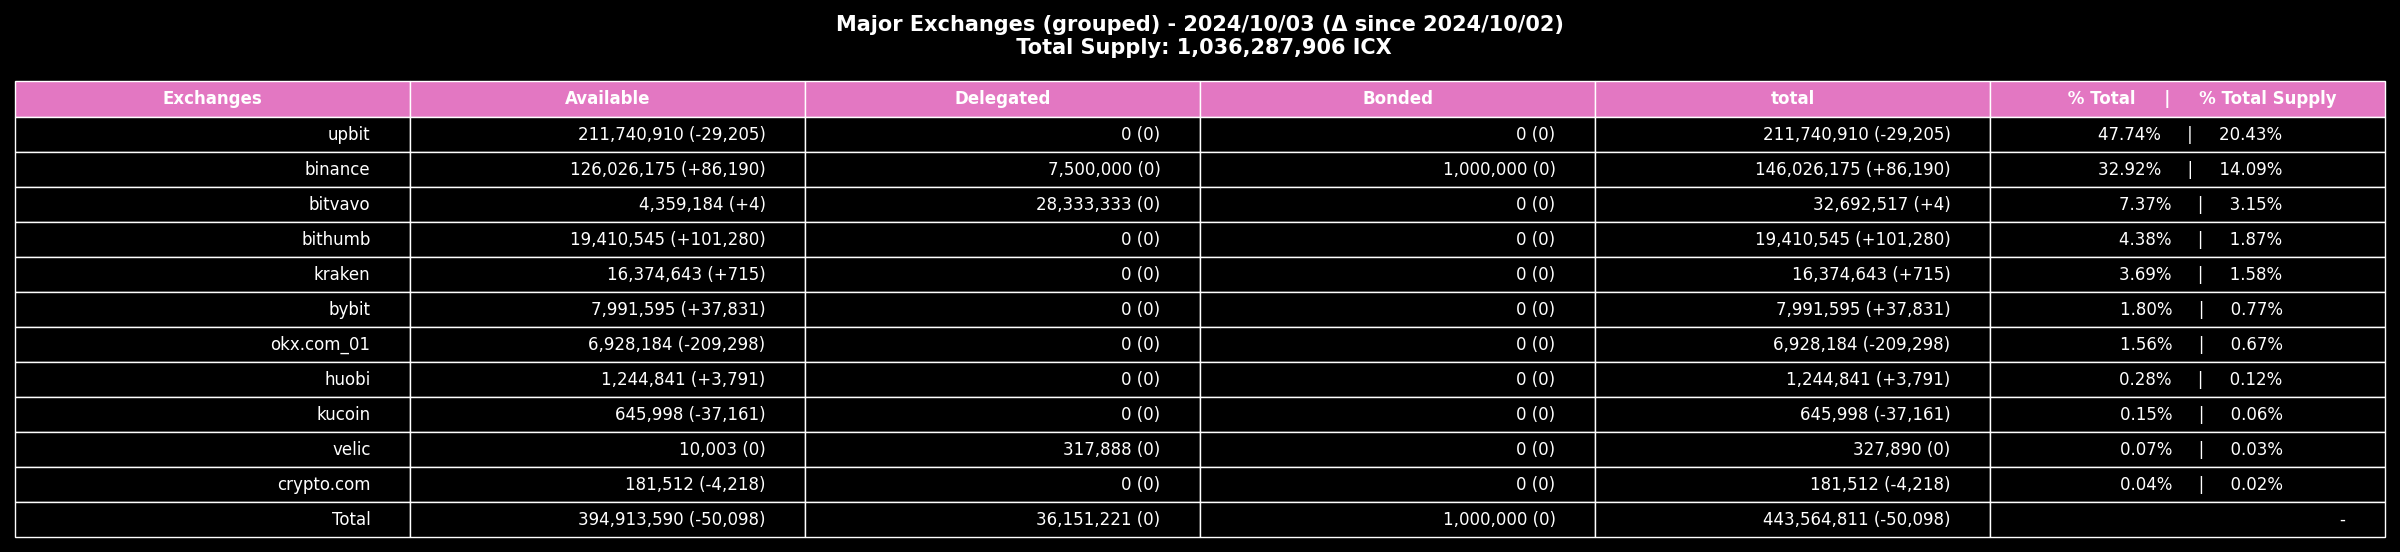 Major Exchanges (grouped) - 2024/10/03 (Δ since 2024/10/02)
Total Supply: 1,036,287,906 ICX
Exchanges Available Delegated Bonded total % Total | % Total Supply
upbit 211,740,910 (-29,205) 0 (0) 0 (0) 211,740,910 (-29,205) 47.74% | 20.43%
binance 126,026,175 (+86,190) 7,500,000 (0) 1,000,000 (0) 146,026,175 (+86,190) 32.92% | 14.09%
bitvavo 4,359,184 (+4) 28,333,333 (0) 0 (0) 32,692,517 (+4) 7.37% | 3.15%
bithumb 19,410,545 (+101,280) 0 (0) 0 (0) 19,410,545 (+101,280) 4.38% | 1.87%
kraken 16,374,643 (+715) 0 (0) 0 (0) 16,374,643 (+715) 3.69% | 1.58%
bybit 7,991,595 (+37,831) 0 (0) 0 (0) 7,991,595 (+37,831) 1.80% | 0.77%
okx.com_01 6,928,184 (-209,298) 0 (0) 0 (0) 6,928,184 (-209,298) 1.56% | 0.67%
huobi 1,244,841 (+3,791) 0 (0) 0 (0) 1,244,841 (+3,791) 0.28% | 0.12%
kucoin 645,998 (-37,161) 0 (0) 0 (0) 645,998 (-37,161) 0.15% | 0.06%
velic 10,003 (0) 317,888 (0) 0 (0) 327,890 (0) 0.07% | 0.03%
crypto.com 181,512 (-4,218) 0 (0) 0 (0) 181,512 (-4,218) 0.04% | 0.02%
Total 394,913,590 (-50,098) 36,151,221 (0) 1,000,000 (0) 443,564,811 (-50,098) -